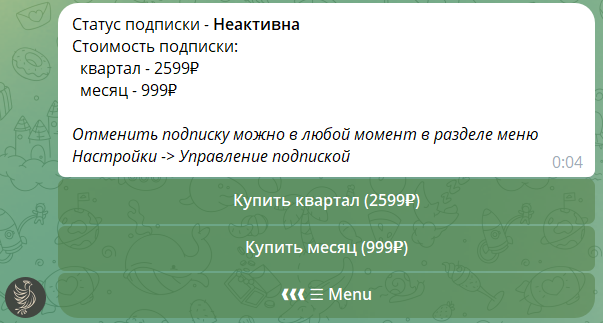 Статус подписки - Неактивна
Стоимость подписки:
квартал - 2599₽
месяц - 999₽
Отменить подписку можно в любой момент в разделе меню
Настройки -> Управление подпиской
0:04
Купить квартал (2599₽)
Купить месяц (999₽)
❰❰❰ ☰ Menu